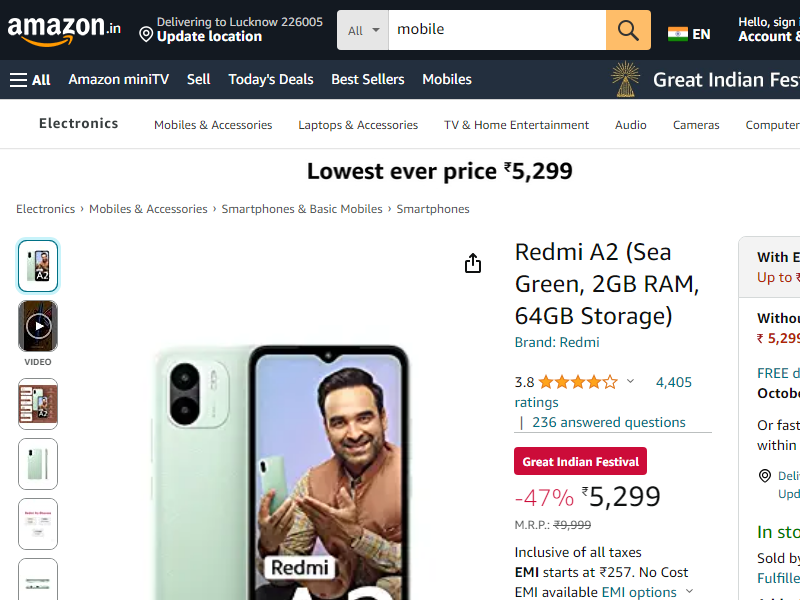 amazon.in
Delivering to Lucknow 226005
Update location
All
mobile
EN
Hello, sign
Account &
All
Amazon miniTV
Sell
Today's Deals
Best Sellers
Mobiles
Great Indian Fes
Electronics
Mobiles & Accessories
Laptops & Accessories
TV & Home Entertainment
Audio
Cameras
Computer
Lowest ever price ₹5,299
Electronics › Mobiles & Accessories › Smartphones & Basic Mobiles › Smartphones
A2
VIDEO
Redmi
A2
Redmi A2 (Sea
Green, 2GB RAM,
64GB Storage)
Brand: Redmi
3.8
4,405
ratings
| 236 answered questions
Great Indian Festival
-47% ₹5,299
M.R.P.: ₹9,999
Inclusive of all taxes
EMI starts at ₹257. No Cost
EMI available EMI options
With E
Up to ₹
Withou
₹ 5,299
FREE d
Octobe
Or fast
within
Deli
Upd
In sto
Sold by
Fulfille